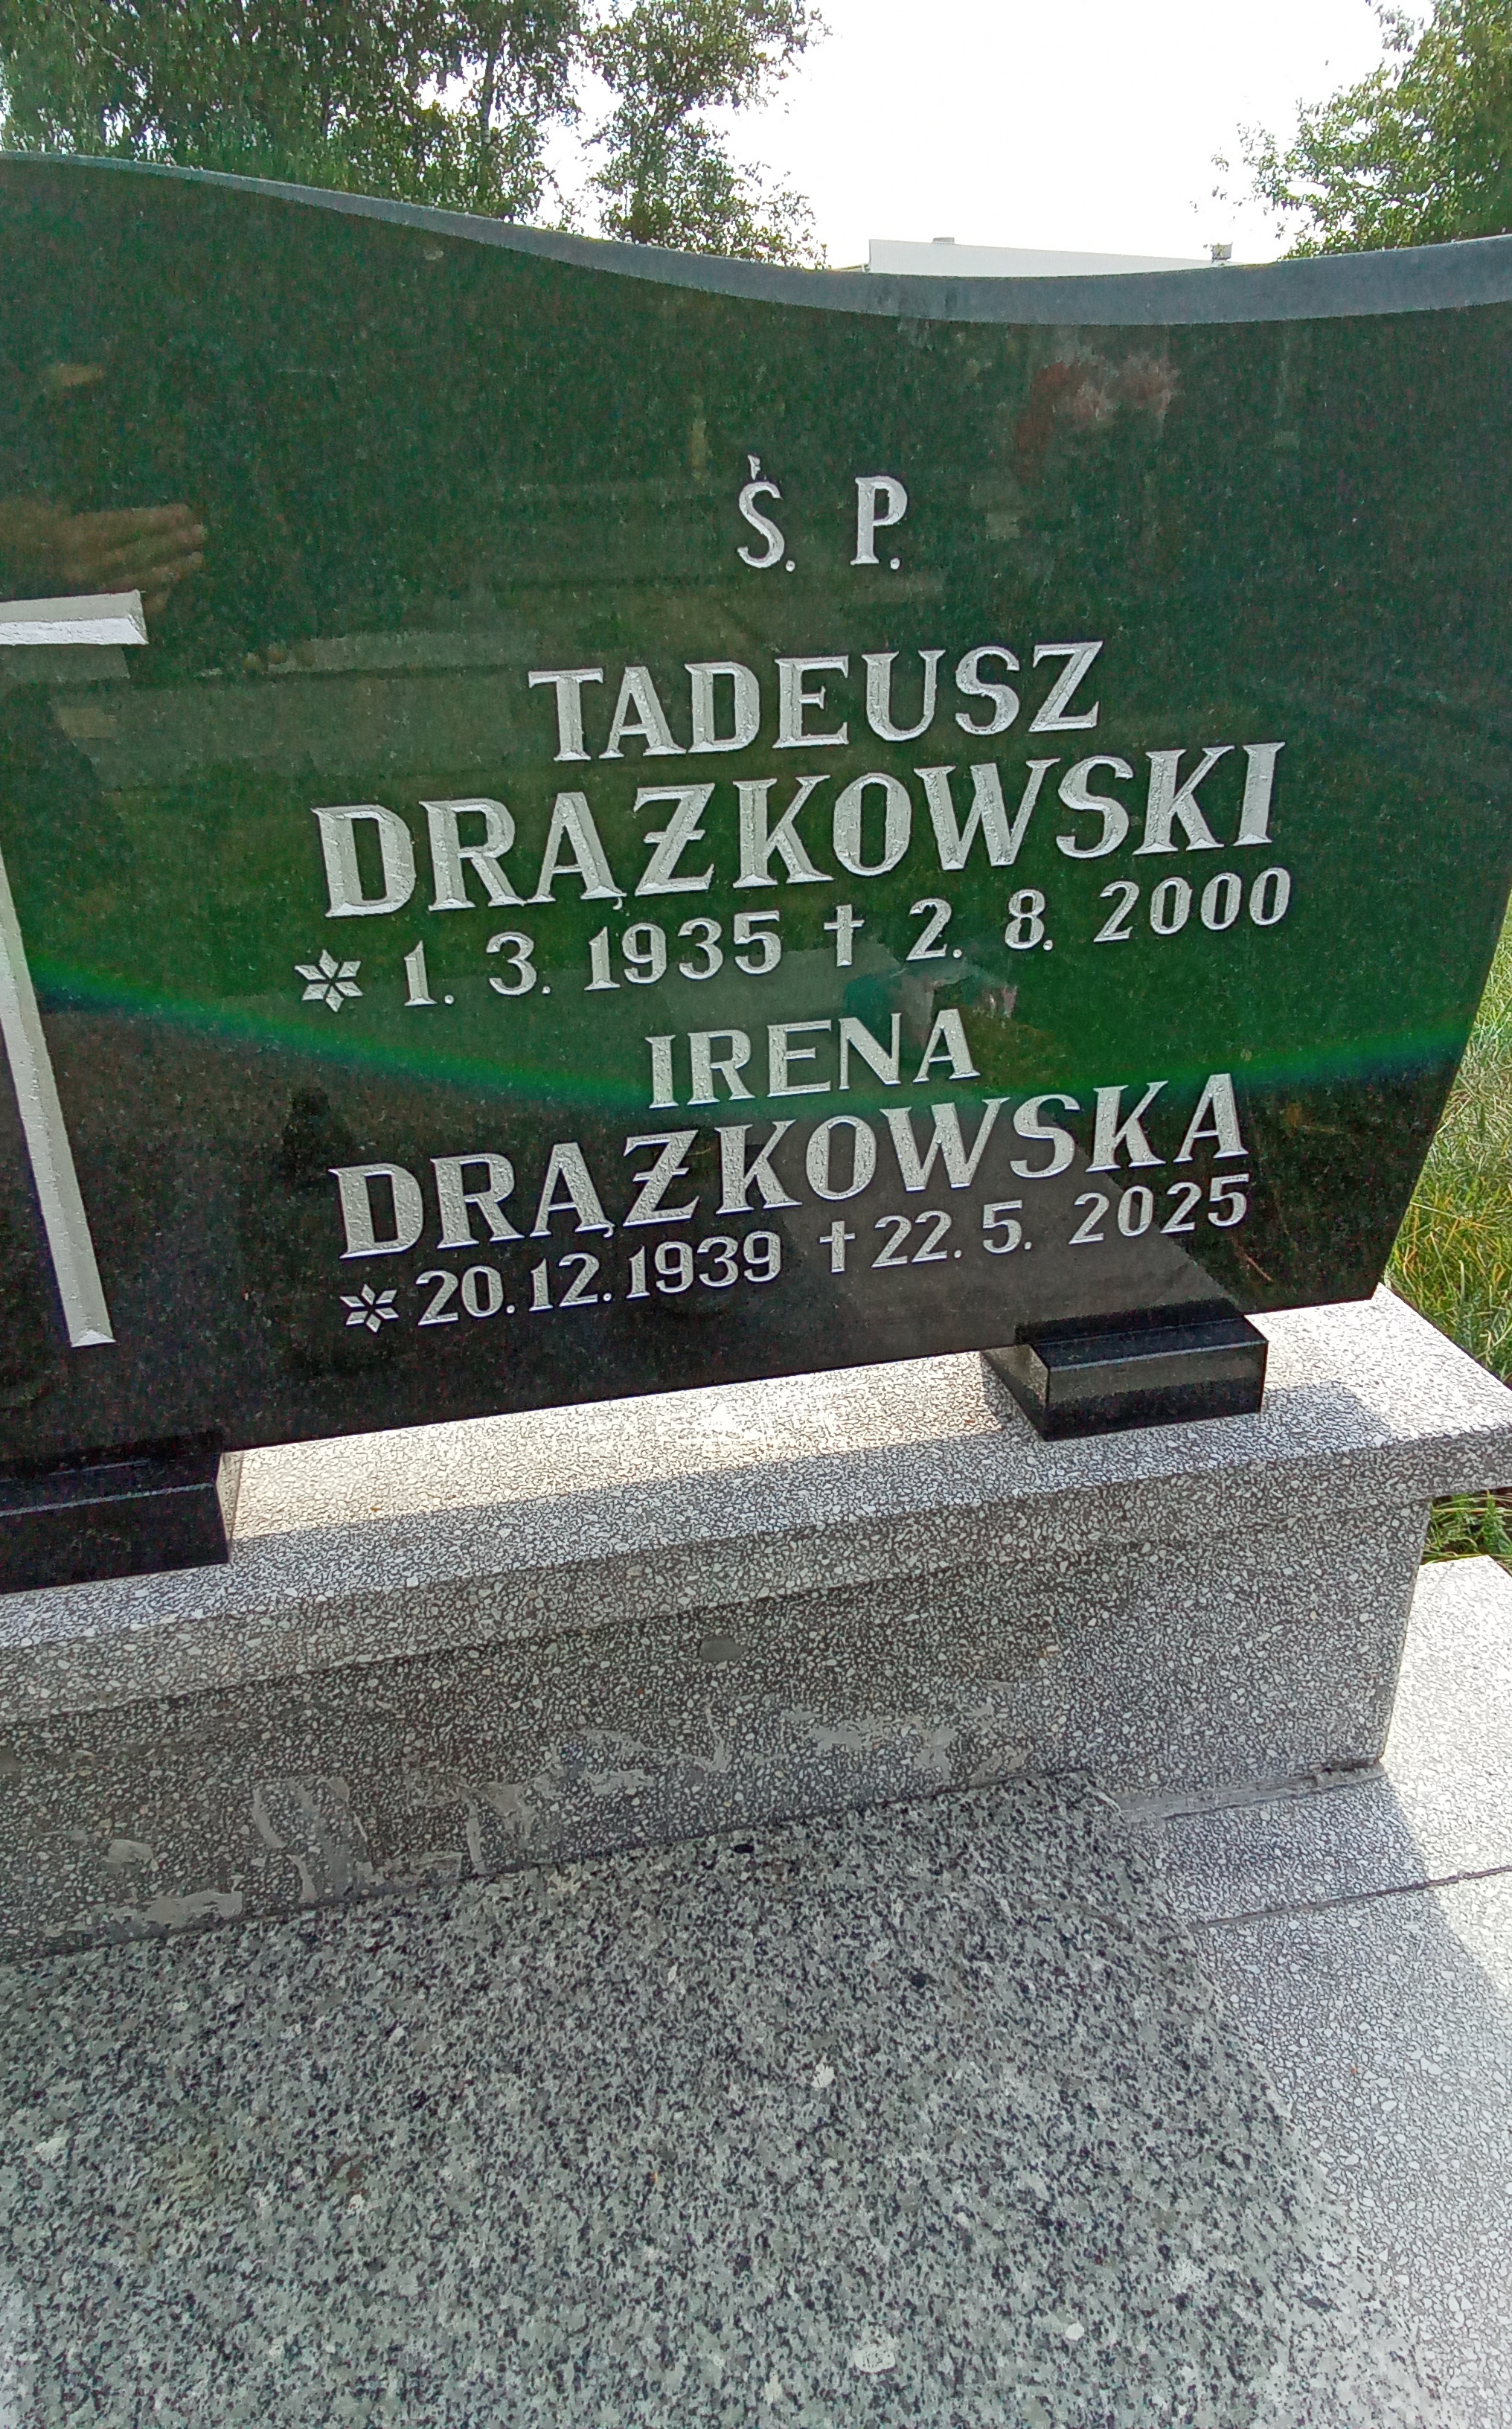 Ś. P.
TADEUSZ
DRĄŻKOWSKI
* 1. 3. 1935 † 2. 8. 2000
IRENA
DRĄŻKOWSKA
* 20.12.1939 † 22. 5. 2025